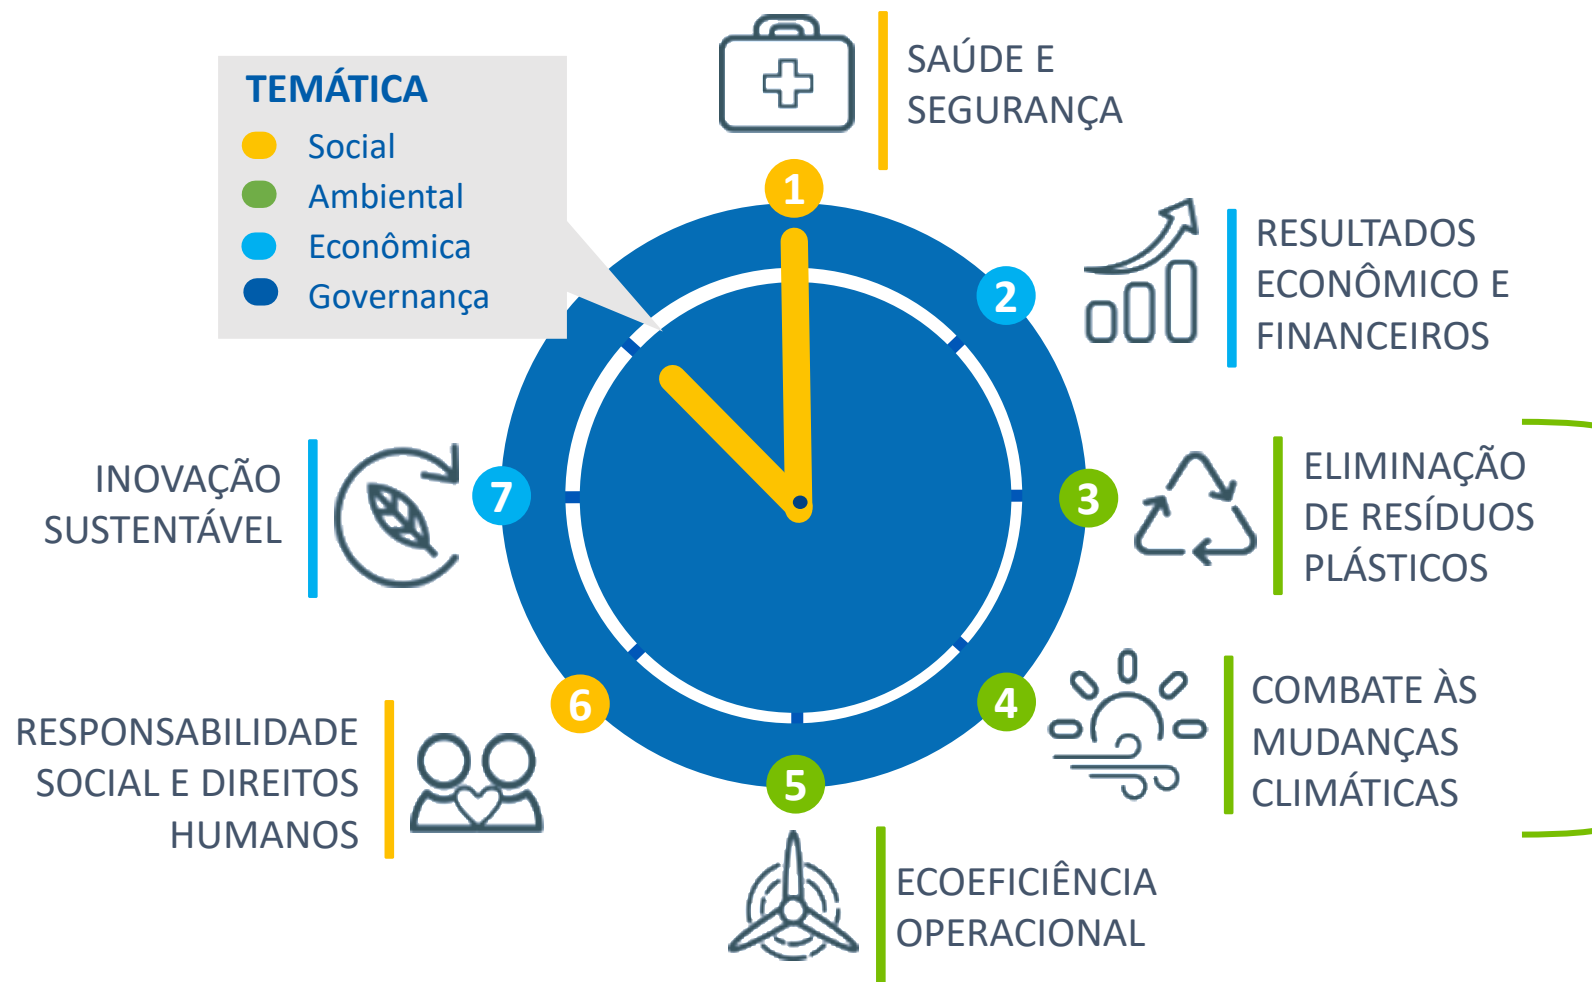 TEMÁTICA
Social
Ambiental
Econômica
Governança
1
SAÚDE E
SEGURANÇA
2
RESULTADOS
ECONÔMICO E
FINANCEIROS
3
ELIMINAÇÃO
DE RESÍDUOS
PLÁSTICOS
4
COMBATE ÀS
MUDANÇAS
CLIMÁTICAS
5
ECOEFICIÊNCIA
OPERACIONAL
6
RESPONSABILIDADE
SOCIAL E DIREITOS
HUMANOS
7
INOVAÇÃO
SUSTENTÁVEL